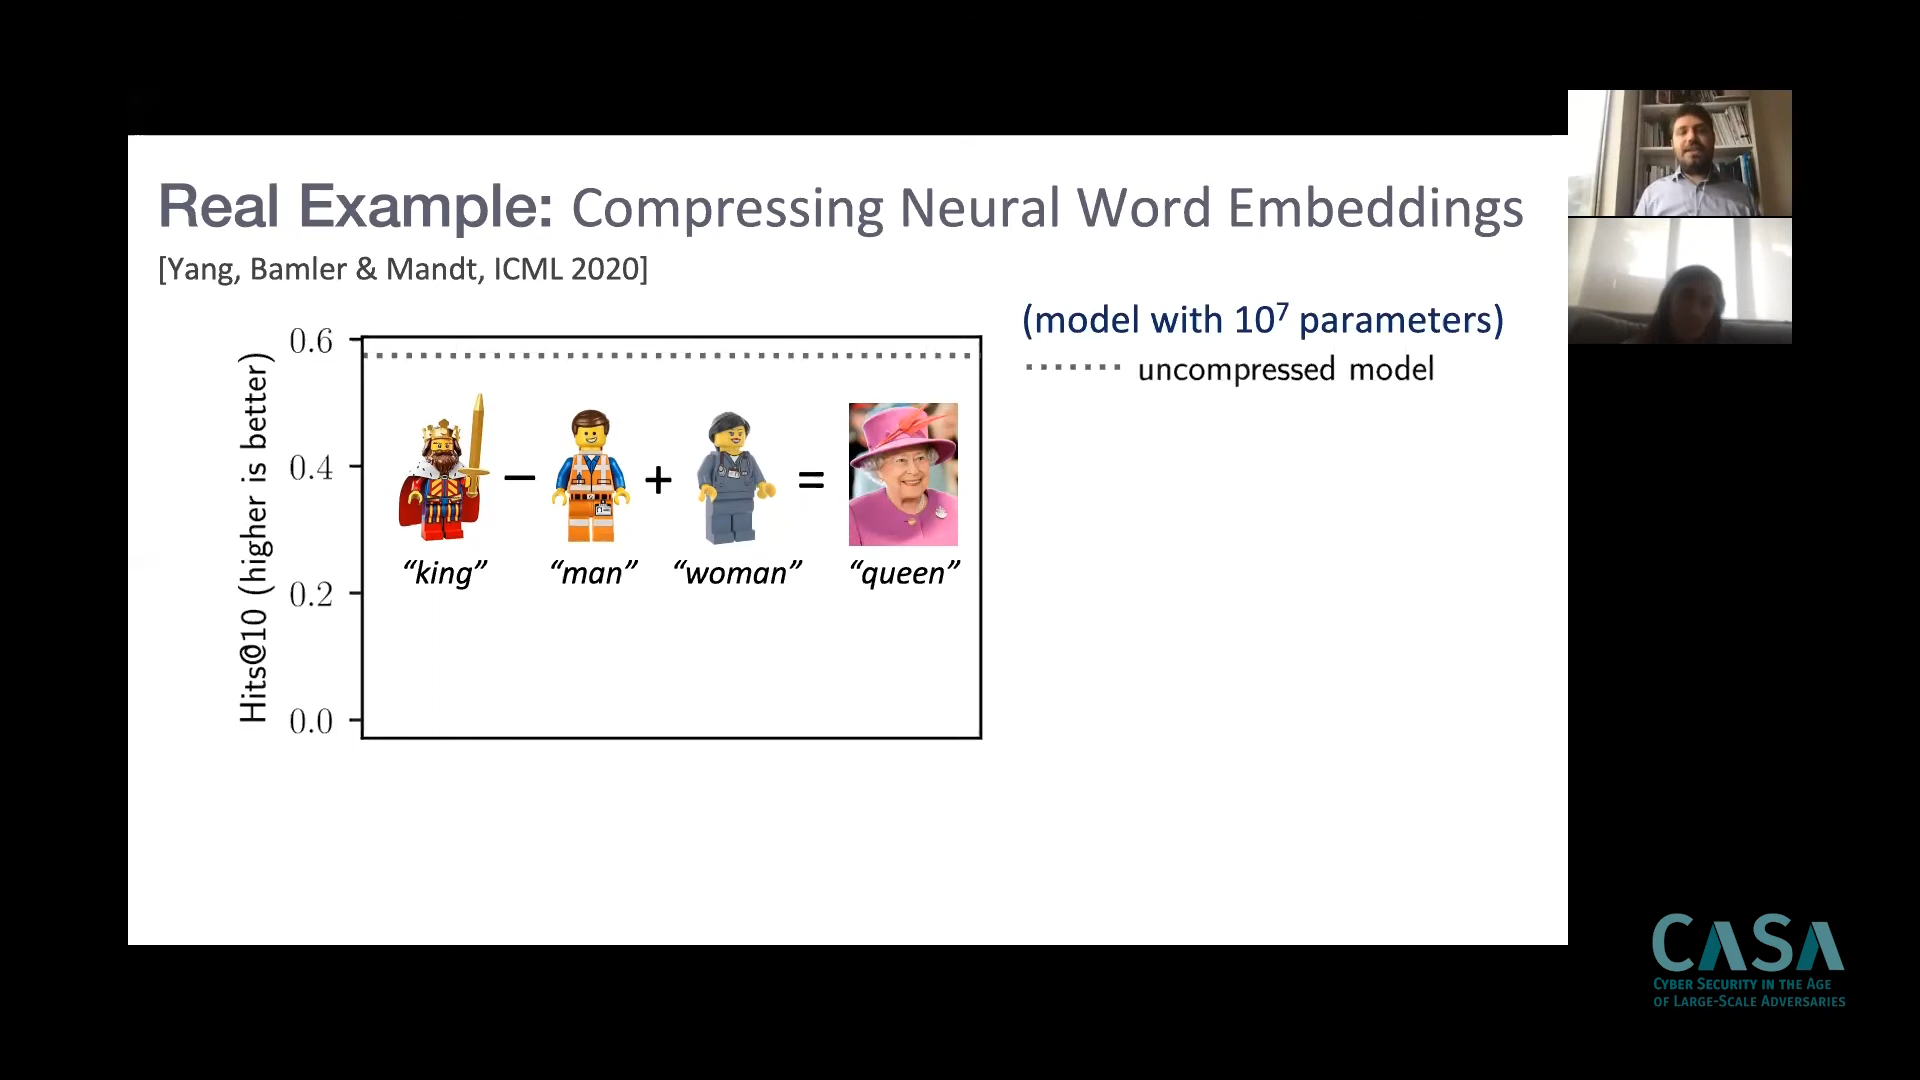 Real Example: Compressing Neural Word Embeddings
[Yang, Bamler & Mandt, ICML 2020]
(model with 10⁷ parameters)
uncompressed model
Hits@10 (higher is better)
0.6
0.4
0.2
0.0
– + =
“king” “man” “woman” “queen”
CASA
CYBER SECURITY IN THE AGE
OF LARGE-SCALE ADVERSARIES